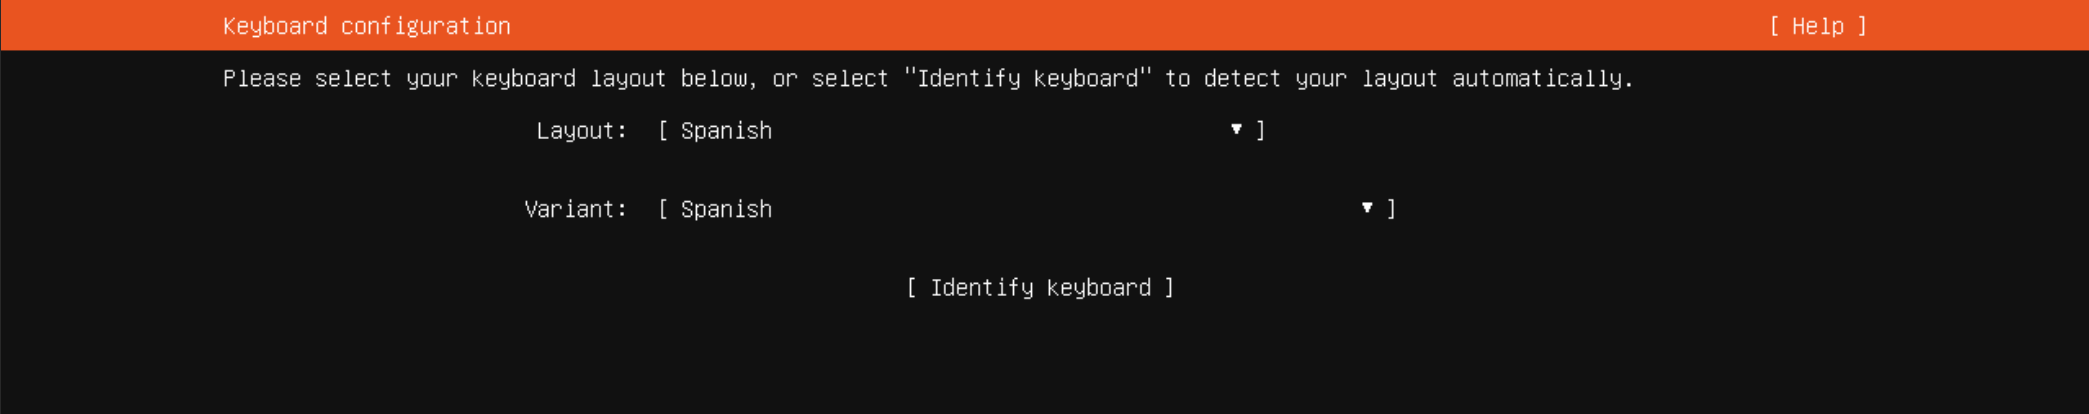 Keyboard configuration [ Help ]
Please select your keyboard layout below, or select "Identify keyboard" to detect your layout automatically.
Layout: [ Spanish ▼ ]
Variant: [ Spanish ▼ ]
[ Identify keyboard ]